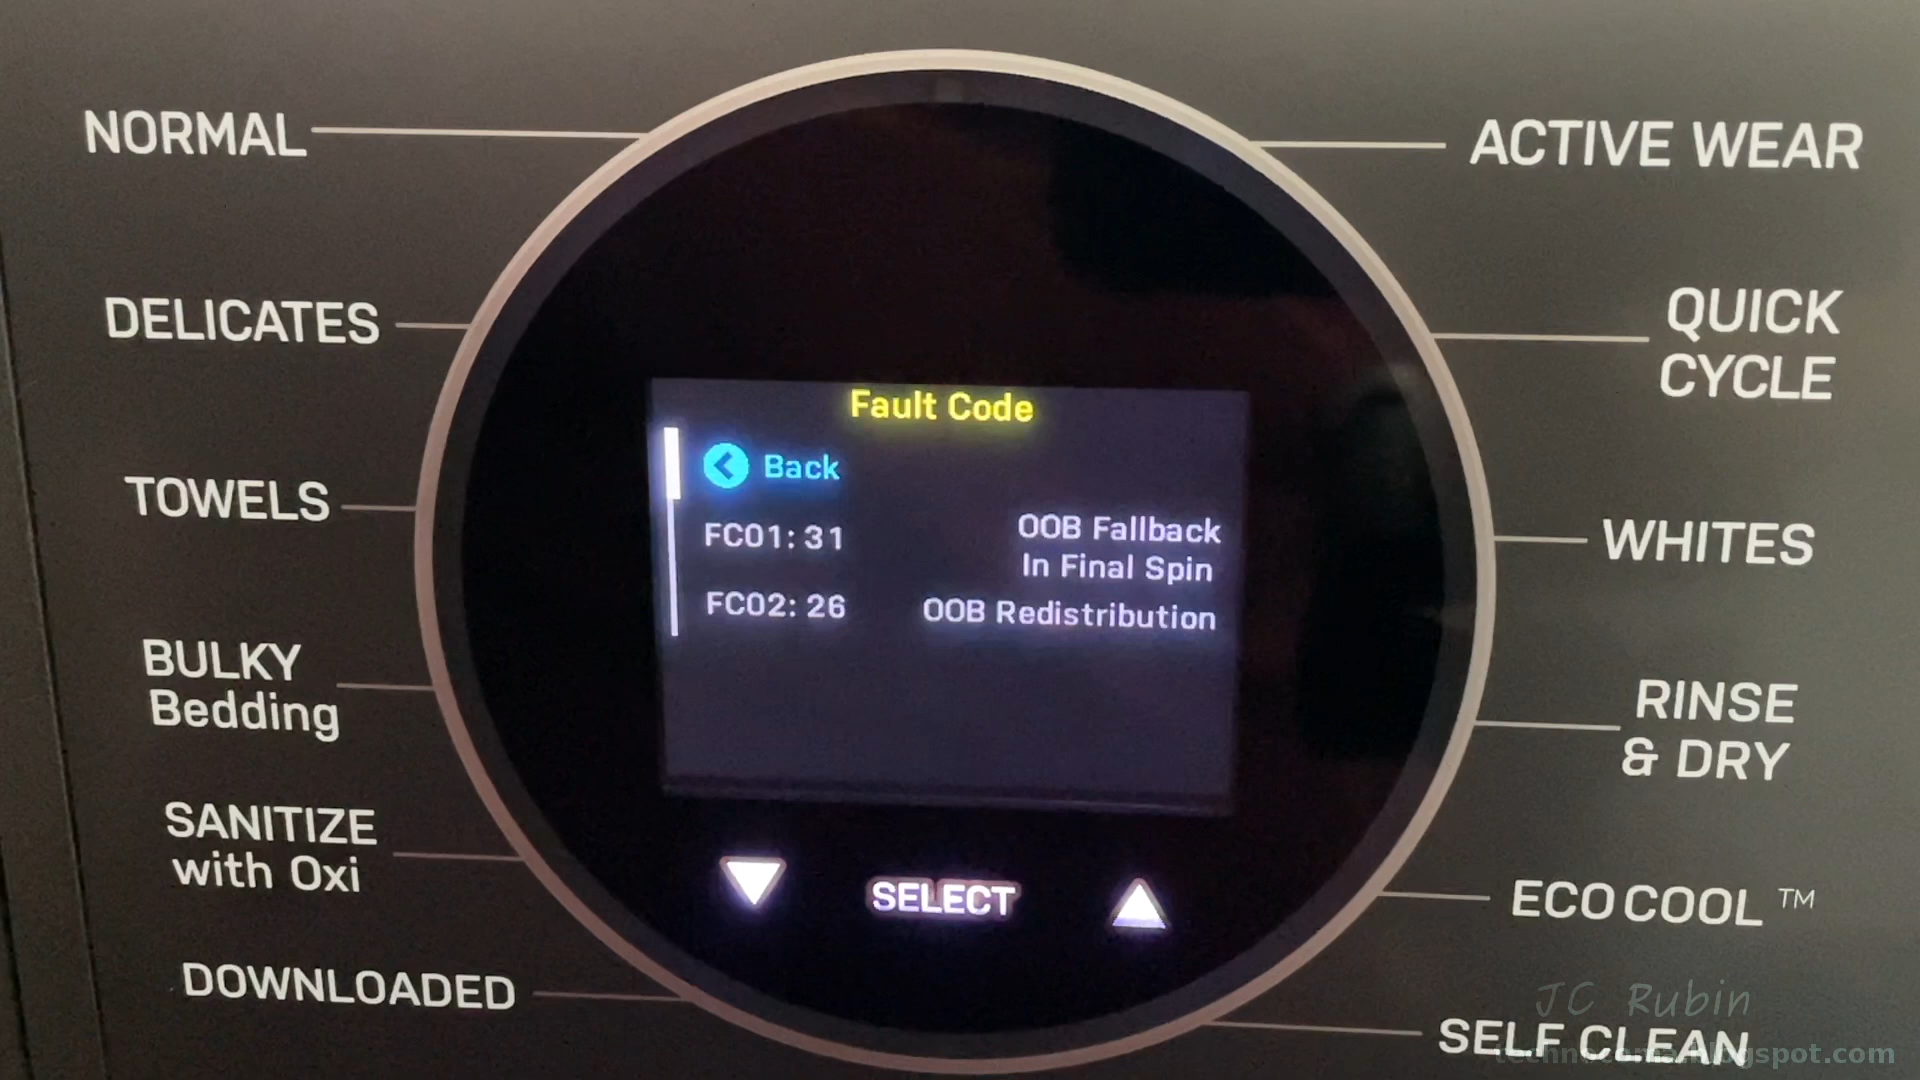 NORMAL
DELICATES
TOWELS
BULKY
Bedding
SANITIZE
with Oxi
DOWNLOADED
Fault Code
Back
FC01: 31 OOB Fallback
In Final Spin
FC02: 26 OOB Redistribution
SELECT
ACTIVE WEAR
QUICK
CYCLE
WHITES
RINSE
& DRY
ECO COOL TM
SELF CLEAN
JC Rubin